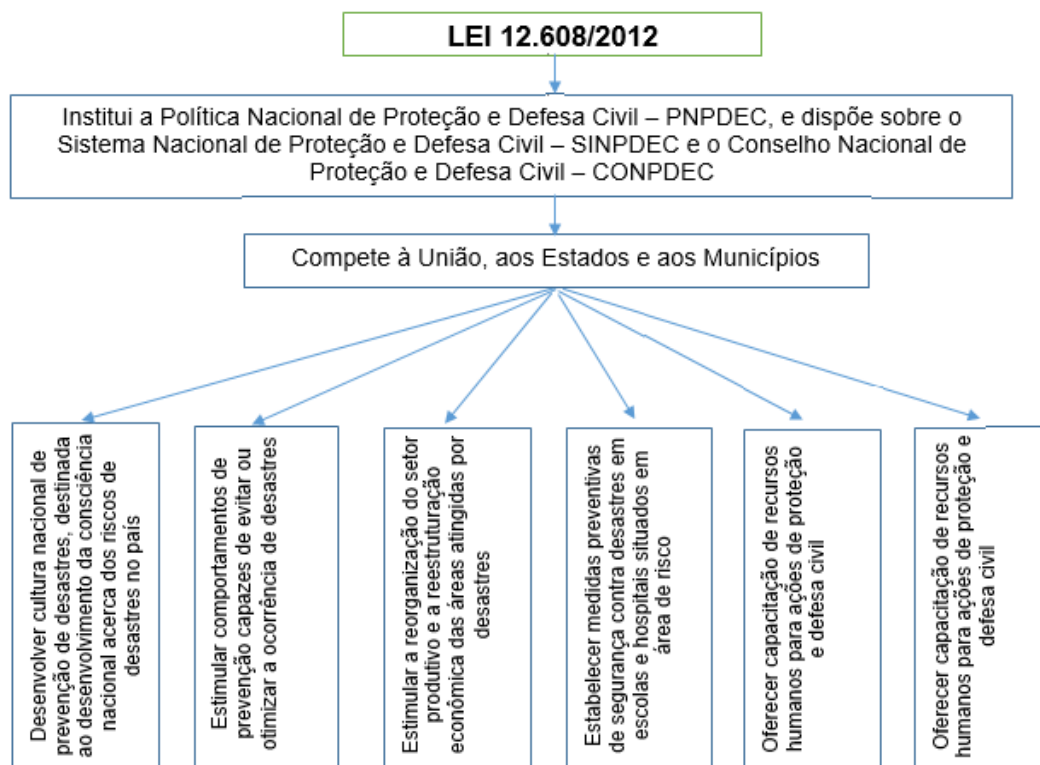 LEI 12.608/2012
Institui a Política Nacional de Proteção e Defesa Civil – PNPDEC, e dispõe sobre o
Sistema Nacional de Proteção e Defesa Civil – SINPDEC e o Conselho Nacional de
Proteção e Defesa Civil – CONPDEC
Compete à União, aos Estados e aos Municípios
Desenvolver cultura nacional de
prevenção de desastres, destinada
ao desenvolvimento da consciência
nacional acerca dos riscos de
desastres no país
Estimular comportamentos de
prevenção capazes de evitar ou
otimizar a ocorrência de desastres
Estimular a reorganização do setor
produtivo e a reestruturação
econômica das áreas atingidas por
desastres
Estabelecer medidas preventivas
de segurança contra desastres em
escolas e hospitais situados em
área de risco
Oferecer capacitação de recursos
humanos para ações de proteção
e defesa civil
Oferecer capacitação de recursos
humanos para ações de proteção e
defesa civil